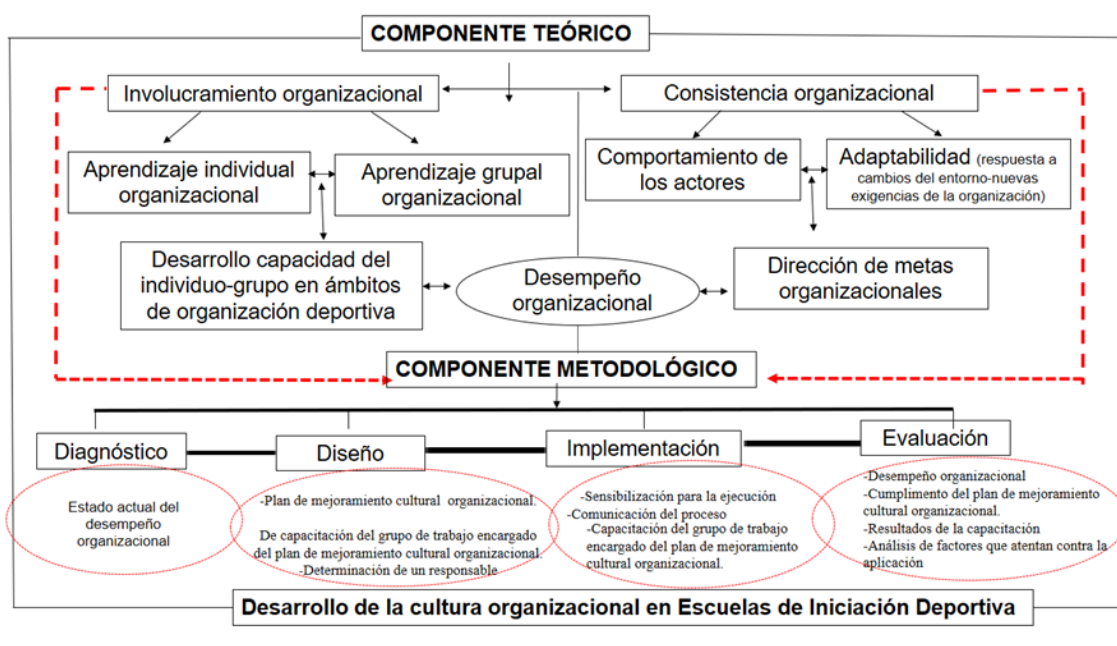 COMPONENTE TEÓRICO
Involucramiento organizacional
Consistencia organizacional
Aprendizaje individual
organizacional
Aprendizaje grupal
organizacional
Comportamiento de
los actores
Adaptabilidad (respuesta a
cambios del entorno-nuevas
exigencias de la organización)
Desarrollo capacidad del
individuo-grupo en ámbitos
de organización deportiva
Desempeño
organizacional
Dirección de metas
organizacionales
COMPONENTE METODOLÓGICO
Diagnóstico
Diseño
Implementación
Evaluación
Estado actual del
desempeño
organizacional
-Plan de mejoramiento cultural organizacional.
De capacitación del grupo de trabajo encargado
del plan de mejoramiento cultural organizacional.
-Determinación de un responsable
-Sensibilización para la ejecución
-Comunicación del proceso
-Capacitación del grupo de trabajo
encargado del plan de mejoramiento
cultural organizacional.
-Desempeño organizacional
-Cumplimento del plan de mejoramiento
cultural organizacional.
-Resultados de la capacitación
-Análisis de factores que atentan contra la
aplicación
Desarrollo de la cultura organizacional en Escuelas de Iniciación Deportiva